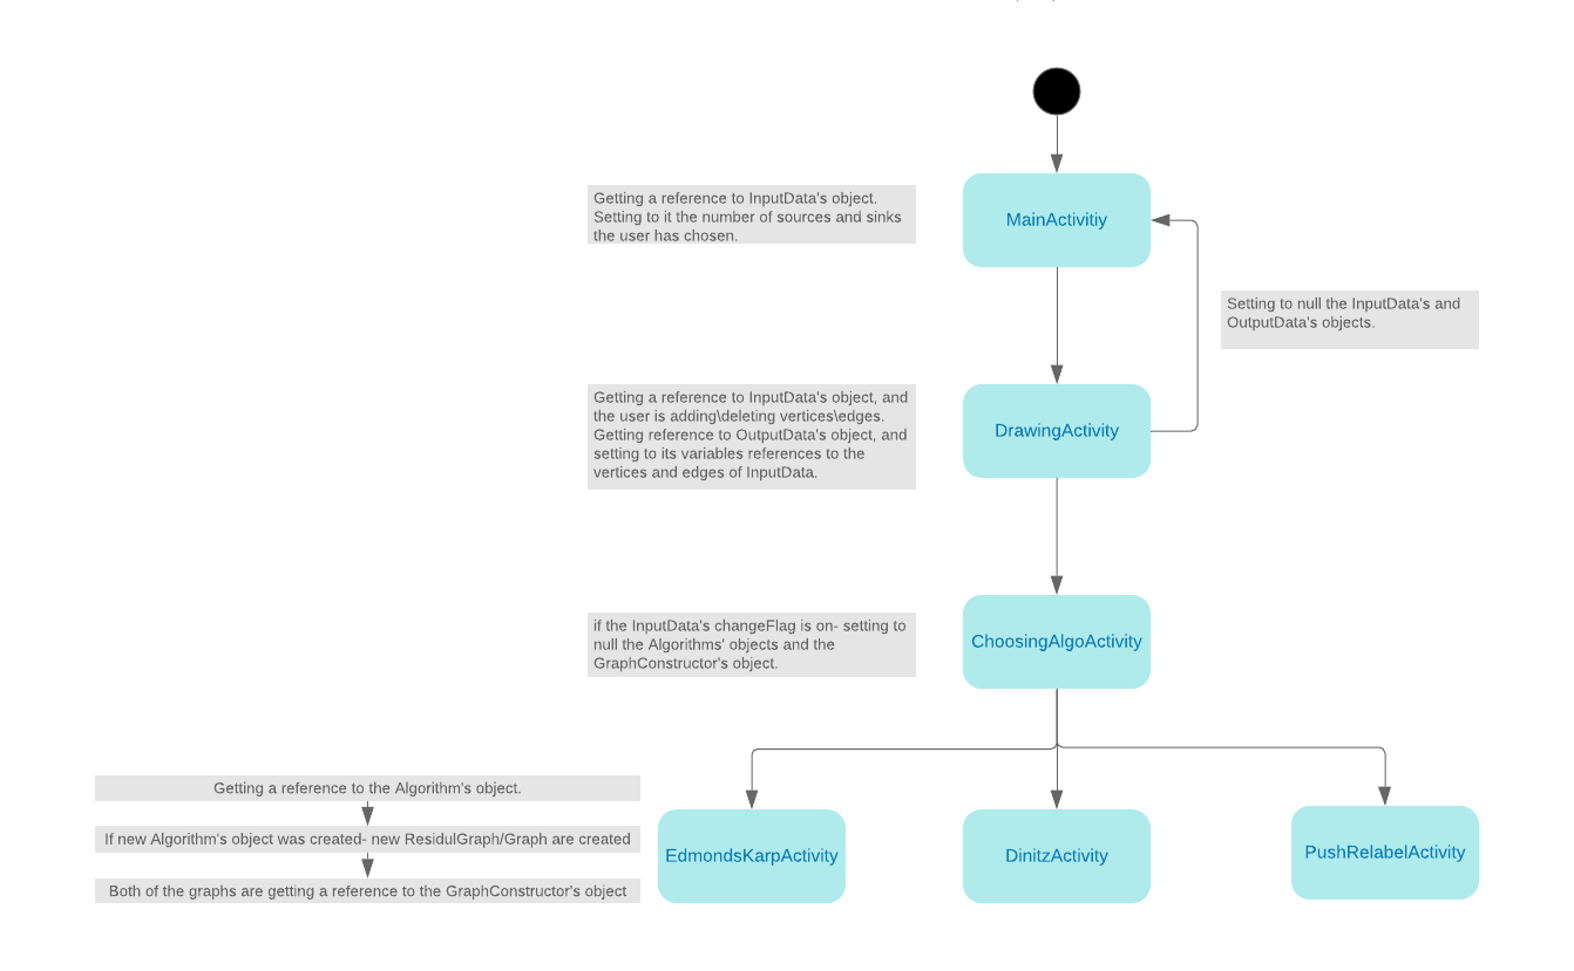 Getting a reference to InputData's object.
Setting to it the number of sources and sinks
the user has chosen.
MainActivitiy
Setting to null the InputData's and
OutputData's objects.
Getting a reference to InputData's object, and
the user is adding\deleting vertices\edges.
Getting reference to OutputData's object, and
setting to its variables references to the
vertices and edges of InputData.
DrawingActivity
if the InputData's changeFlag is on- setting to
null the Algorithms' objects and the
GraphConstructor's object.
ChoosingAlgoActivity
Getting a reference to the Algorithm's object.
If new Algorithm's object was created- new ResidulGraph/Graph are created
Both of the graphs are getting a reference to the GraphConstructor's object
EdmondsKarpActivity
DinitzActivity
PushRelabelActivity